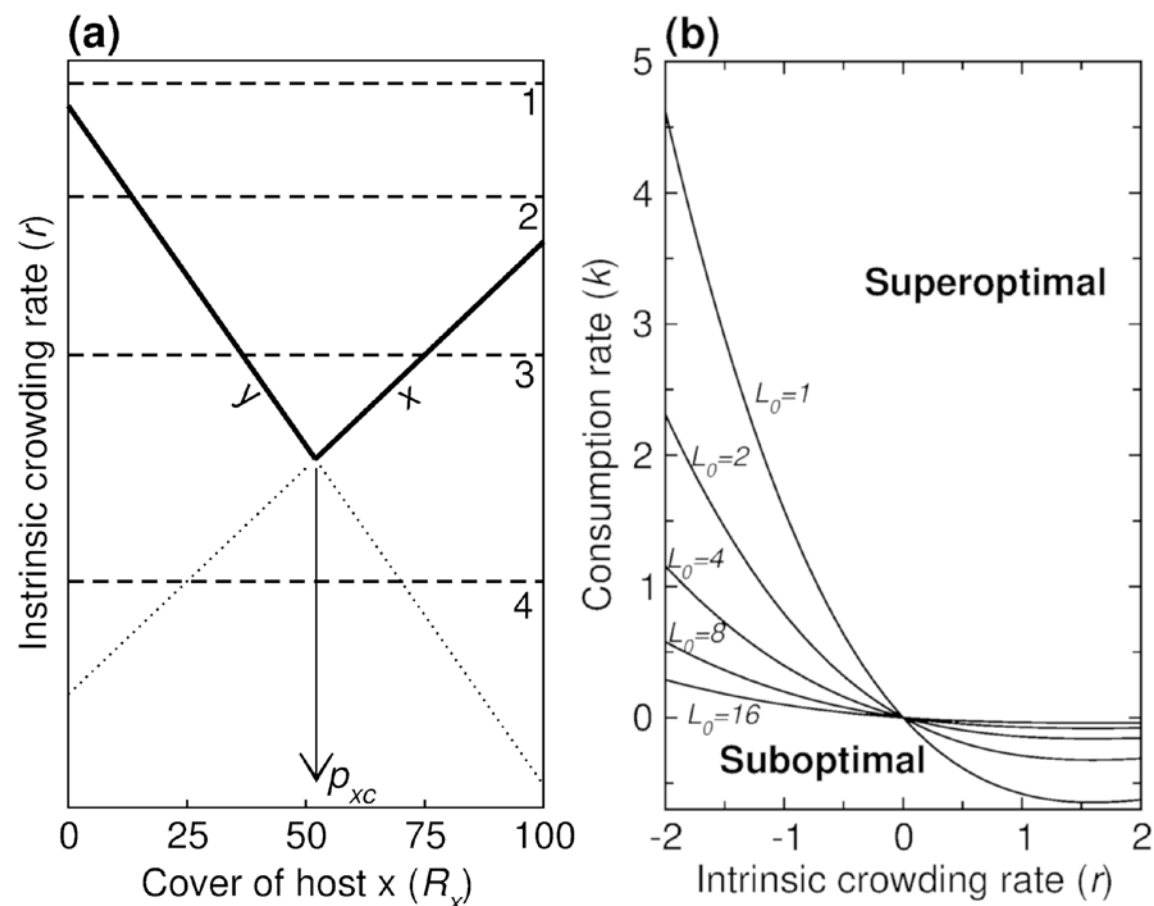 (a)
Instrinsic crowding rate (r)
1
2
3
4
y
x
p_xc
0 25 50 75 100
Cover of host x (R_x)
(b)
Consumption rate (k)
5
4
3
2
1
0
Superoptimal
L_0=1
L_0=2
L_0=4
L_0=8
L_0=16
Suboptimal
-2 -1 0 1 2
Intrinsic crowding rate (r)